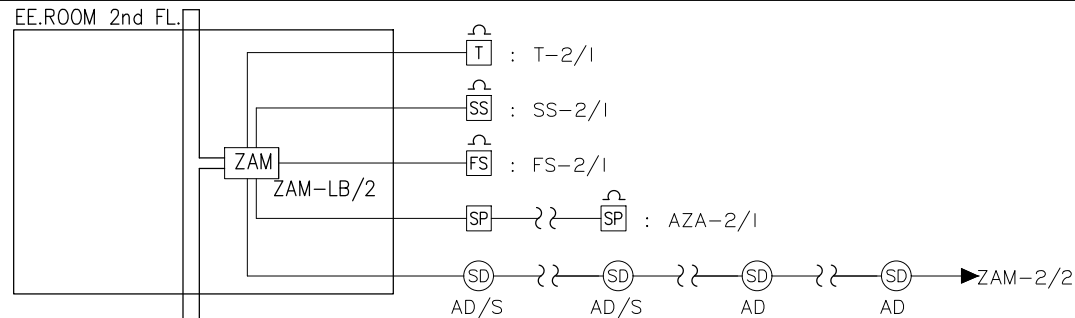 EE.ROOM 2nd FL.
T : T-2/1
SS : SS-2/1
ZAM
FS : FS-2/1
ZAM-LB/2
SP SP : AZA-2/1
SD SD SD SD ZAM-2/2
AD/S AD/S AD AD